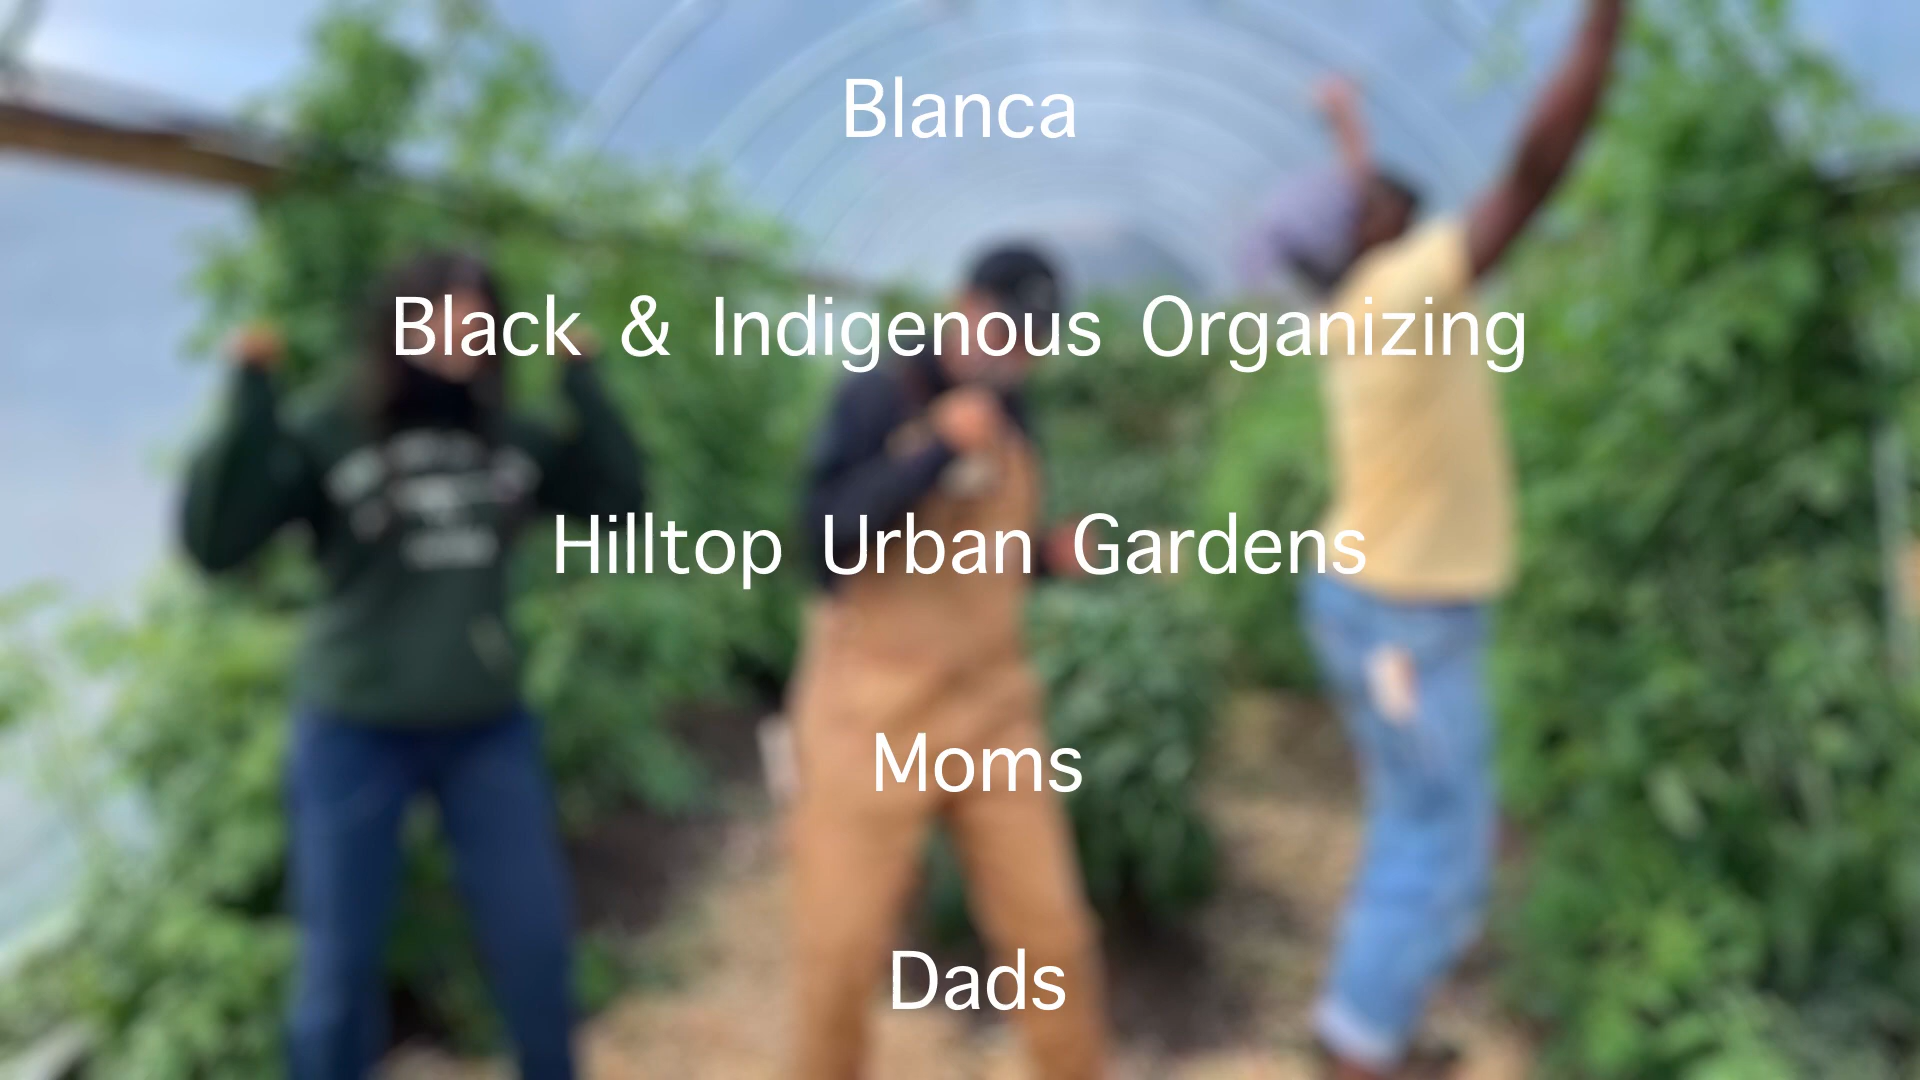 Blanca
Black & Indigenous Organizing
Hilltop Urban Gardens
Moms
Dads